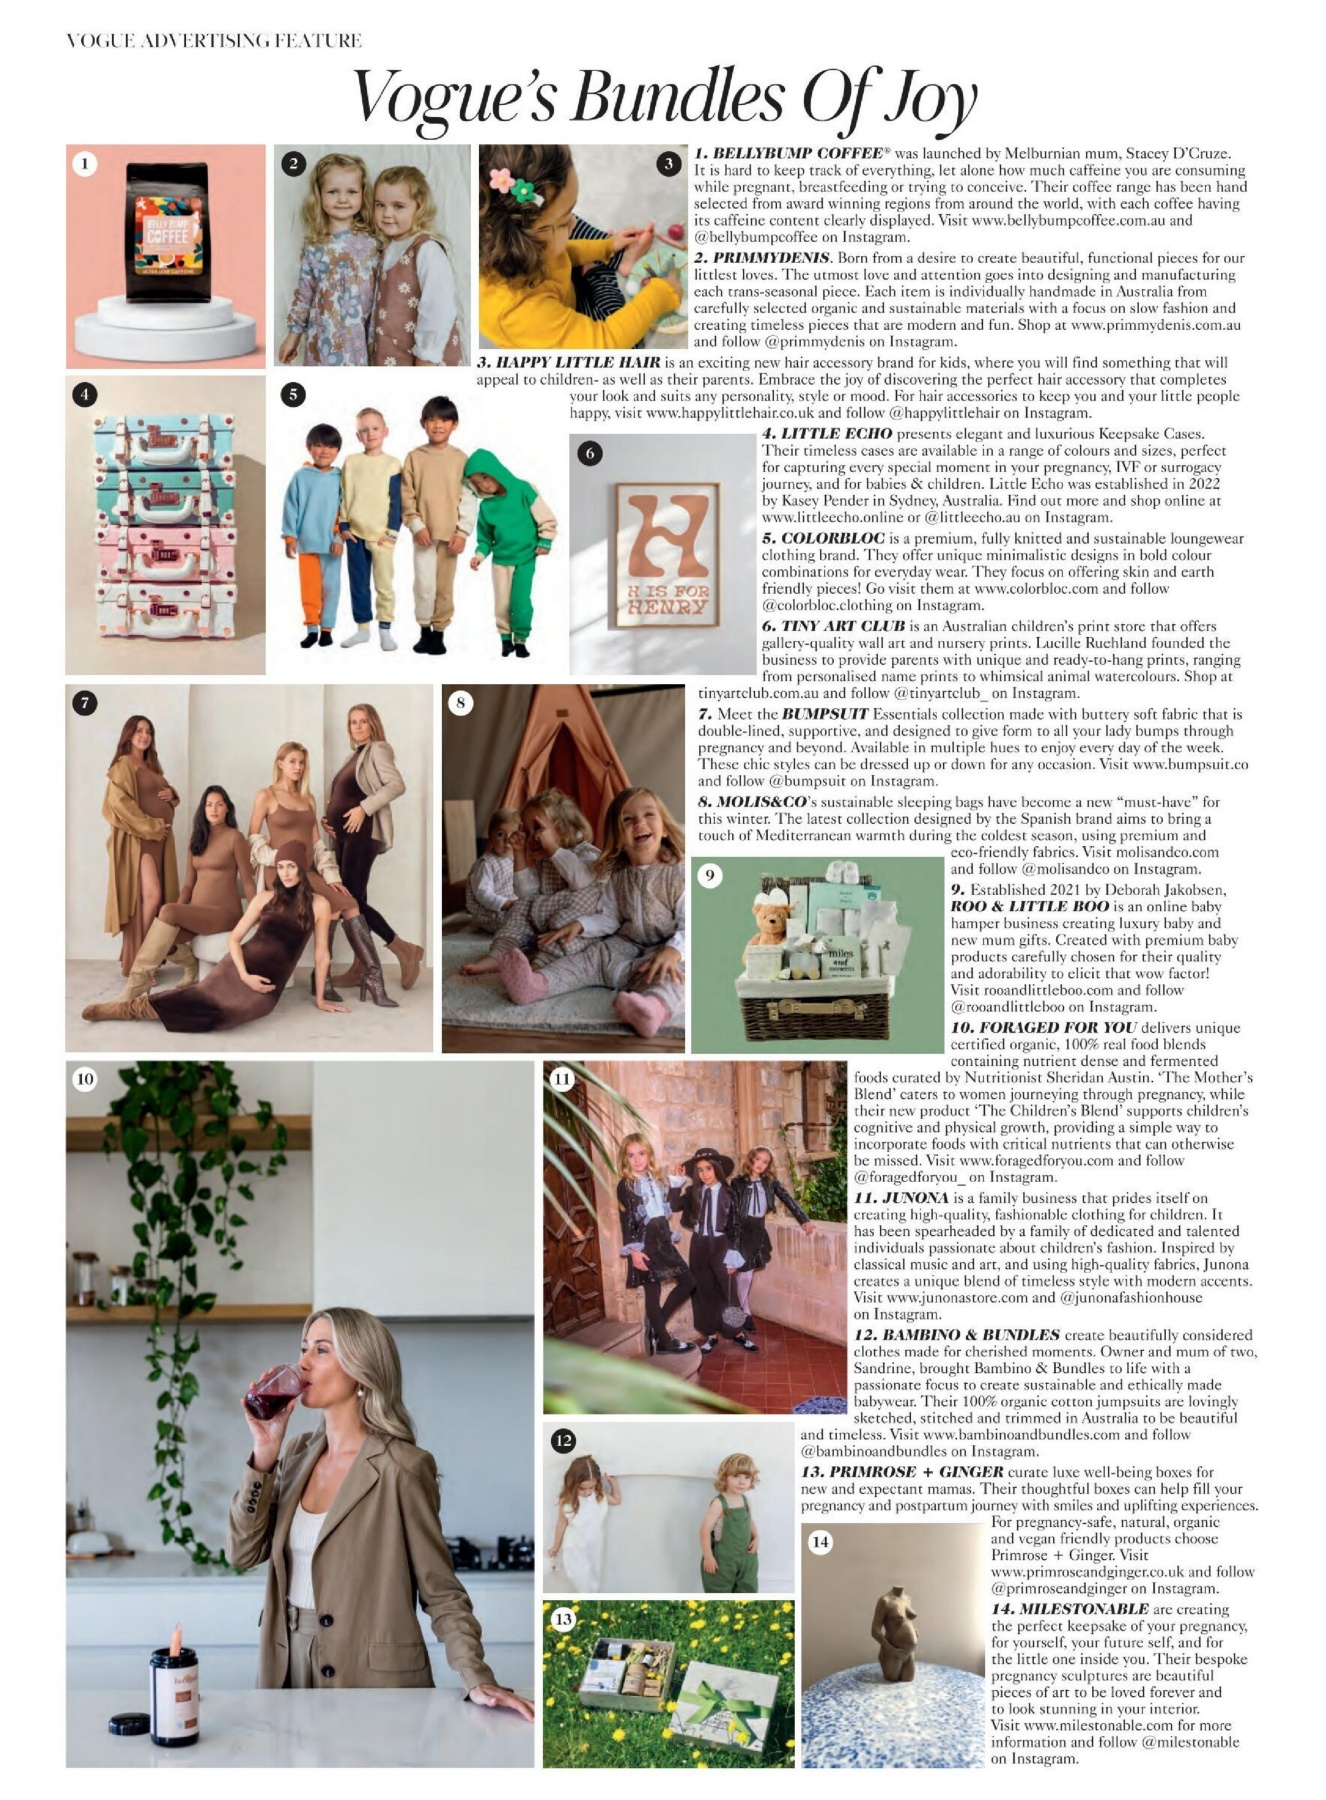 VOGUE ADVERTISING FEATURE
Vogue's Bundles Of Joy
1
2
3
4
5
6
7
8
9
10
11
12
13
14
BELLY BUMP
COFFEE
H
H IS FOR
HENRY
miles
and
1. BELLYBUMP COFFEE® was launched by Melburnian mum, Stacey D'Cruze.
It is hard to keep track of everything, let alone how much caffeine you are consuming
while pregnant, breastfeeding or trying to conceive. Their coffee range has been hand
selected from award winning regions from around the world, with each coffee having
its caffeine content clearly displayed. Visit www.bellybumpcoffee.com.au and
@bellybumpcoffee on Instagram.
2. PRIMMYDENIS. Born from a desire to create beautiful, functional pieces for our
littlest loves. The utmost love and attention goes into designing and manufacturing
each trans-seasonal piece. Each item is individually handmade in Australia from
carefully selected organic and sustainable materials with a focus on slow fashion and
creating timeless pieces that are modern and fun. Shop at www.primmydenis.com.au
and follow @primmydenis on Instagram.
3. HAPPY LITTLE HAIR is an exciting new hair accessory brand for kids, where you will find something that will
appeal to children- as well as their parents. Embrace the joy of discovering the perfect hair accessory that completes
your look and suits any personality, style or mood. For hair accessories to keep you and your little people
happy, visit www.happylittlehair.co.uk and follow @happylittlehair on Instagram.
4. LITTLE ECHO presents elegant and luxurious Keepsake Cases.
Their timeless cases are available in a range of colours and sizes, perfect
for capturing every special moment in your pregnancy, IVF or surrogacy
journey, and for babies & children. Little Echo was established in 2022
by Kasey Pender in Sydney, Australia. Find out more and shop online at
www.littleecho.online or @littleecho.au on Instagram.
5. COLORBLOC is a premium, fully knitted and sustainable loungewear
clothing brand. They offer unique minimalistic designs in bold colour
combinations for everyday wear. They focus on offering skin and earth
friendly pieces! Go visit them at www.colorbloc.com and follow
@colorbloc.clothing on Instagram.
6. TINY ART CLUB is an Australian children's print store that offers
gallery-quality wall art and nursery prints. Lucille Ruehland founded the
business to provide parents with unique and ready-to-hang prints, ranging
from personalised name prints to whimsical animal watercolours. Shop at
tinyartclub.com.au and follow @tinyartclub_ on Instagram.
7. Meet the BUMPSUIT Essentials collection made with buttery soft fabric that is
double-lined, supportive, and designed to give form to all your lady bumps through
pregnancy and beyond. Available in multiple hues to enjoy every day of the week.
These chic styles can be dressed up or down for any occasion. Visit www.bumpsuit.co
and follow @bumpsuit on Instagram.
8. MOLIS&CO's sustainable sleeping bags have become a new “must-have” for
this winter. The latest collection designed by the Spanish brand aims to bring a
touch of Mediterranean warmth during the coldest season, using premium and
eco-friendly fabrics. Visit molisandco.com
and follow @molisandco on Instagram.
9. Established 2021 by Deborah Jakobsen,
ROO & LITTLE BOO is an online baby
hamper business creating luxury baby and
new mum gifts. Created with premium baby
products carefully chosen for their quality
and adorability to elicit that wow factor!
Visit rooandlittleboo.com and follow
@rooandlittleboo on Instagram.
10. FORAGED FOR YOU delivers unique
certified organic, 100% real food blends
containing nutrient dense and fermented
foods curated by Nutritionist Sheridan Austin. 'The Mother's
Blend' caters to women journeying through pregnancy, while
their new product 'The Children's Blend' supports children's
cognitive and physical growth, providing a simple way to
incorporate foods with critical nutrients that can otherwise
be missed. Visit www.foragedforyou.com and follow
@foragedforyou_ on Instagram.
11. JUNONA is a family business that prides itself on
creating high-quality, fashionable clothing for children. It
has been spearheaded by a family of dedicated and talented
individuals passionate about children's fashion. Inspired by
classical music and art, and using high-quality fabrics, Junona
creates a unique blend of timeless style with modern accents.
Visit www.junonastore.com and @junonafashionhouse
on Instagram.
12. BAMBINO & BUNDLES create beautifully considered
clothes made for cherished moments. Owner and mum of two,
Sandrine, brought Bambino & Bundles to life with a
passionate focus to create sustainable and ethically made
babywear. Their 100% organic cotton jumpsuits are lovingly
sketched, stitched and trimmed in Australia to be beautiful
and timeless. Visit www.bambinoandbundles.com and follow
@bambinoandbundles on Instagram.
13. PRIMROSE + GINGER curate luxe well-being boxes for
new and expectant mamas. Their thoughtful boxes can help fill your
pregnancy and postpartum journey with smiles and uplifting experiences.
For pregnancy-safe, natural, organic
and vegan friendly products choose
Primrose + Ginger. Visit
www.primroseandginger.co.uk and follow
@primroseandginger on Instagram.
14. MILESTONABLE are creating
the perfect keepsake of your pregnancy,
for yourself, your future self, and for
the little one inside you. Their bespoke
pregnancy sculptures are beautiful
pieces of art to be loved forever and
to look stunning in your interior.
Visit www.milestonable.com for more
information and follow @milestonable
on Instagram.